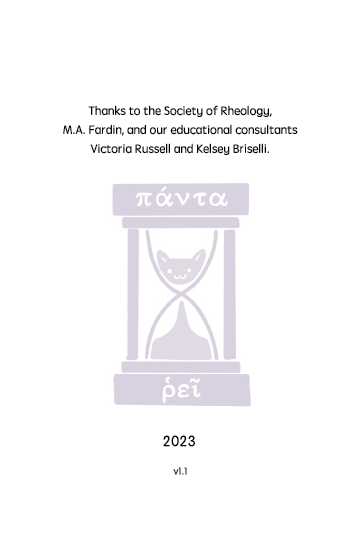 Thanks to the Society of Rheology,
M.A. Fardin, and our educational consultants
Victoria Russell and Kelsey Briselli.
πάντα
ῥεῖ
2023
v1.1